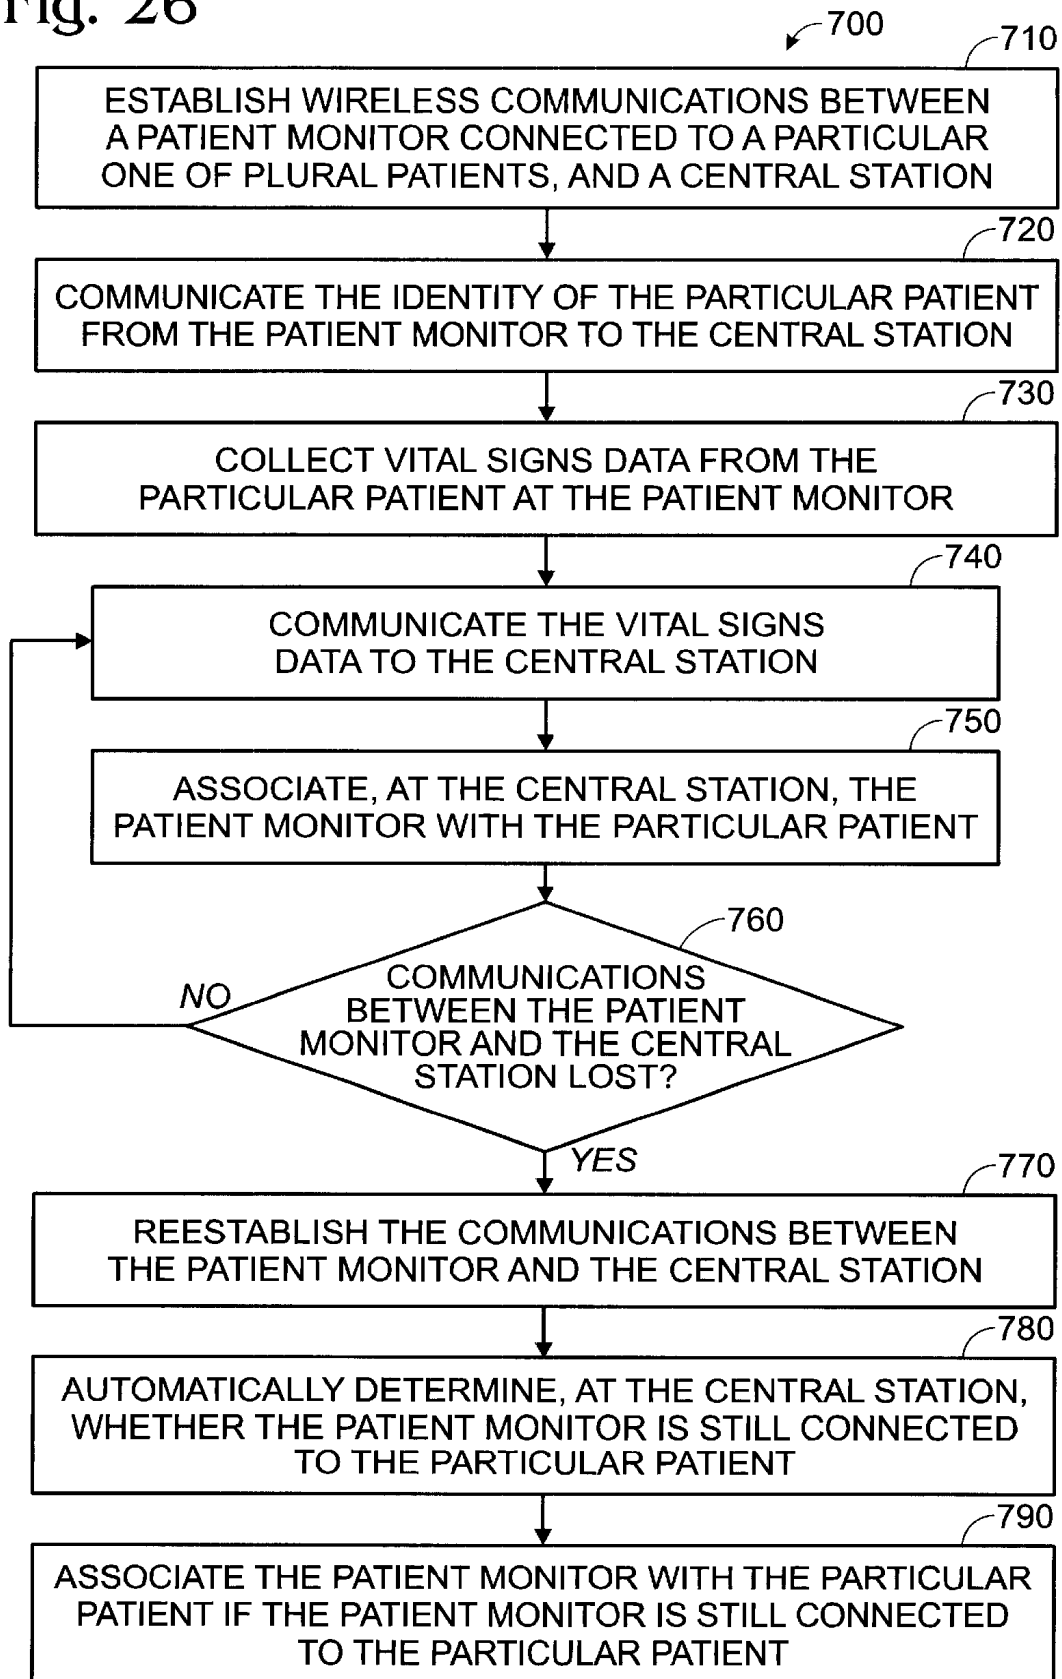 Fig. 26
700
710
ESTABLISH WIRELESS COMMUNICATIONS BETWEEN
A PATIENT MONITOR CONNECTED TO A PARTICULAR
ONE OF PLURAL PATIENTS, AND A CENTRAL STATION
720
COMMUNICATE THE IDENTITY OF THE PARTICULAR PATIENT
FROM THE PATIENT MONITOR TO THE CENTRAL STATION
730
COLLECT VITAL SIGNS DATA FROM THE
PARTICULAR PATIENT AT THE PATIENT MONITOR
740
COMMUNICATE THE VITAL SIGNS
DATA TO THE CENTRAL STATION
750
ASSOCIATE, AT THE CENTRAL STATION, THE
PATIENT MONITOR WITH THE PARTICULAR PATIENT
760
COMMUNICATIONS
BETWEEN THE PATIENT
MONITOR AND THE CENTRAL
STATION LOST?
NO
YES
770
REESTABLISH THE COMMUNICATIONS BETWEEN
THE PATIENT MONITOR AND THE CENTRAL STATION
780
AUTOMATICALLY DETERMINE, AT THE CENTRAL STATION,
WHETHER THE PATIENT MONITOR IS STILL CONNECTED
TO THE PARTICULAR PATIENT
790
ASSOCIATE THE PATIENT MONITOR WITH THE PARTICULAR
PATIENT IF THE PATIENT MONITOR IS STILL CONNECTED
TO THE PARTICULAR PATIENT